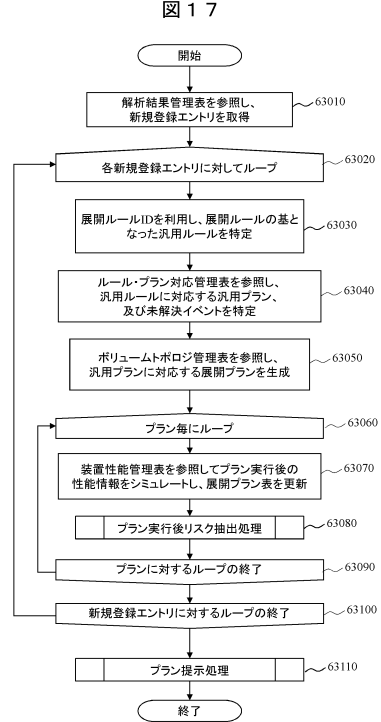 図１７
開始
解析結果管理表を参照し、
新規登録エントリを取得
63010
各新規登録エントリに対してループ
63020
展開ルールIDを利用し、展開ルールの基と
なった汎用ルールを特定
63030
ルール・プラン対応管理表を参照し、
汎用ルールに対応する汎用プラン、
及び未解決イベントを特定
63040
ボリュームトポロジ管理表を参照し、
汎用プランに対応する展開プランを生成
63050
プラン毎にループ
63060
装置性能管理表を参照してプラン実行後の
性能情報をシミュレートし、展開プラン表を更新
63070
プラン実行後リスク抽出処理
63080
プランに対するループの終了
63090
新規登録エントリに対するループの終了
63100
プラン提示処理
63110
終了